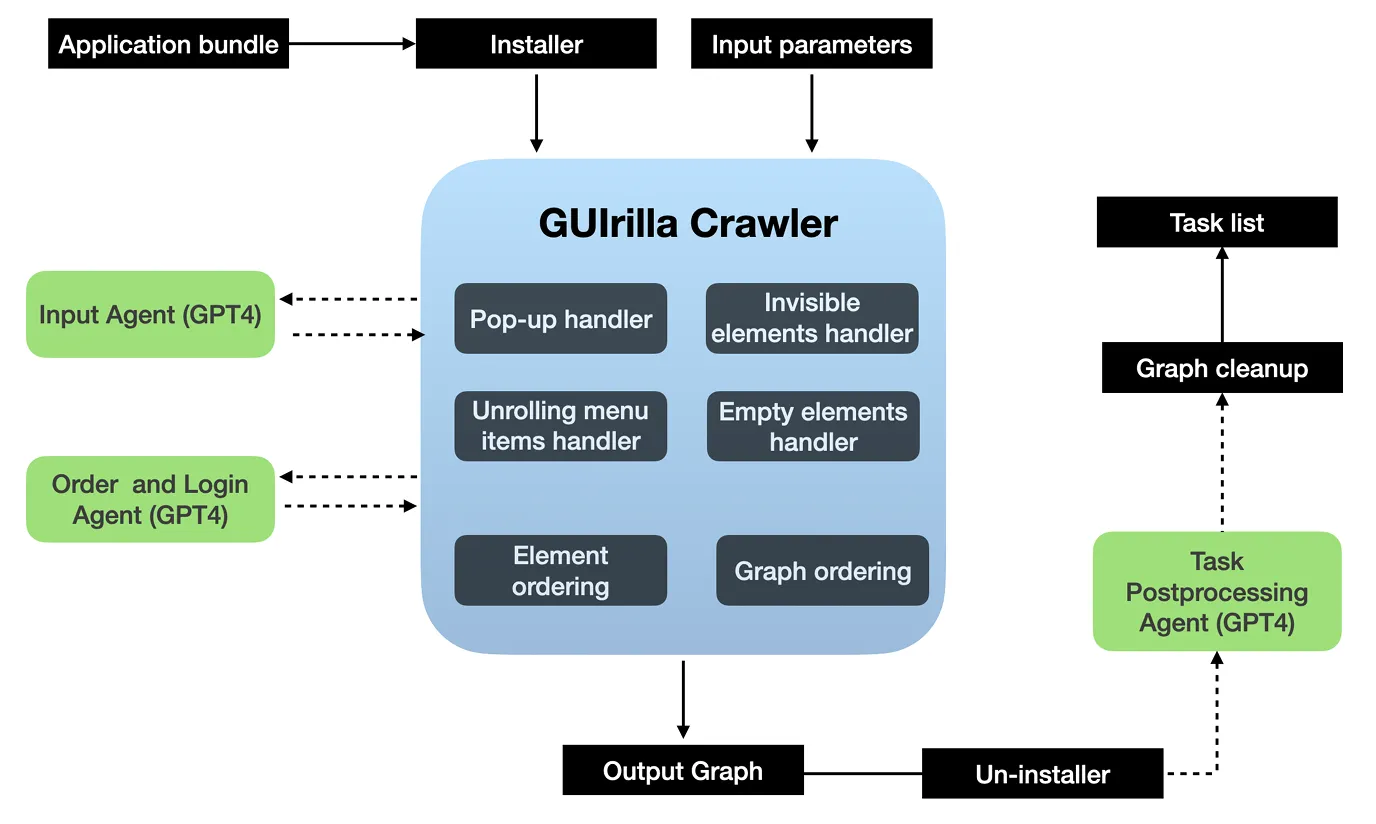 Application bundle
Installer
Input parameters
GUIrilla Crawler
Task list
Input Agent (GPT4)
Pop-up handler
Invisible
elements handler
Graph cleanup
Unrolling menu
items handler
Empty elements
handler
Order and Login
Agent (GPT4)
Element
ordering
Graph ordering
Task
Postprocessing
Agent (GPT4)
Output Graph
Un-installer